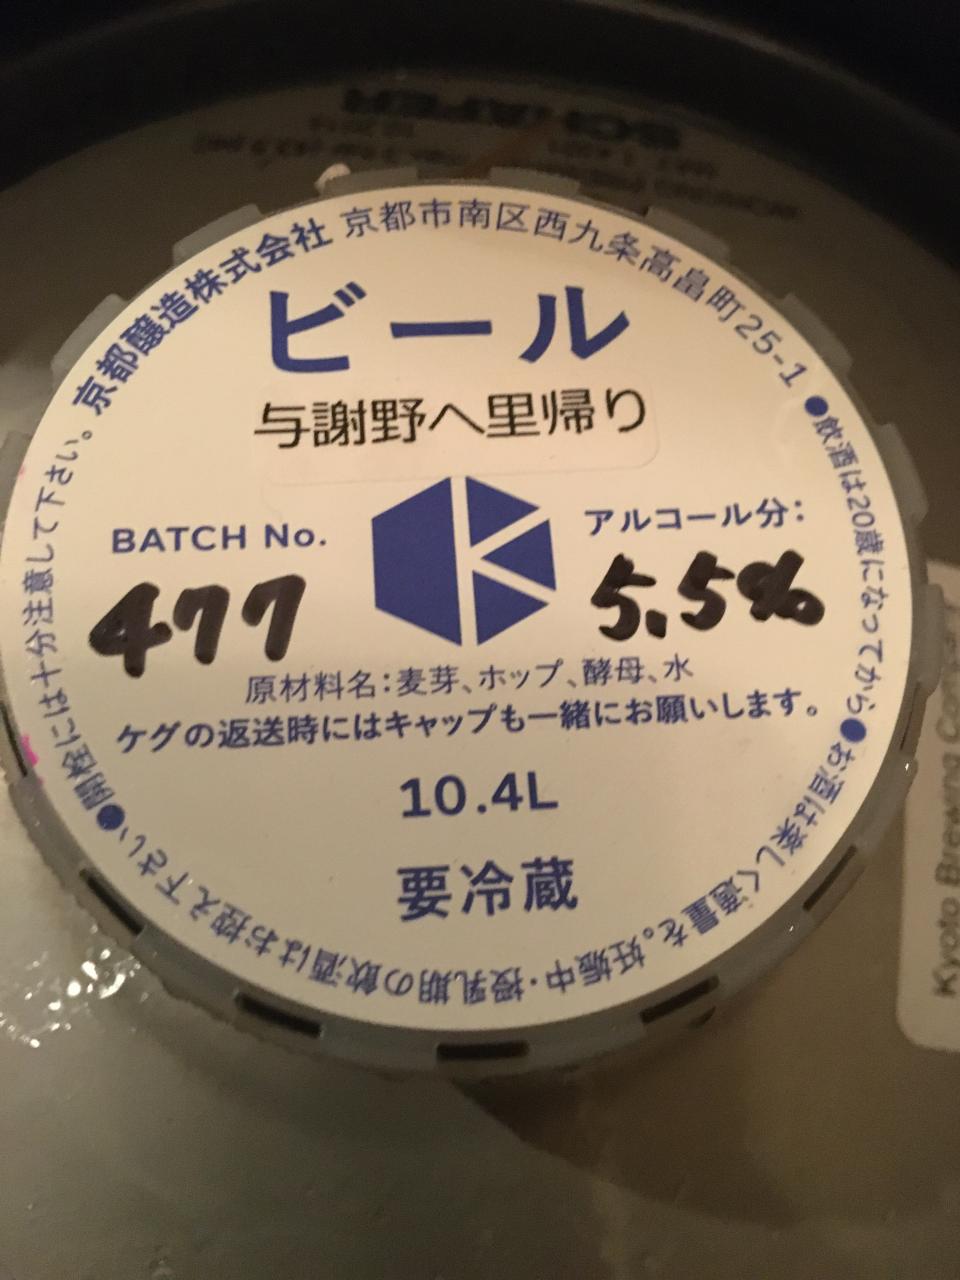 京都醸造株式会社 京都市南区西九条高畠町25-1
●飲酒は20歳になってから●お酒は楽しく適量を。妊娠中・授乳期の飲酒はお控え下さい●開栓には十分注意して下さい。
ビール
与謝野へ里帰り
BATCH No.
477
アルコール分:
5.5%
原材料名:麦芽、ホップ、酵母、水
ケグの返送時にはキャップも一緒にお願いします。
10.4L
要冷蔵
SCHÄFER
Kyoto Brewing